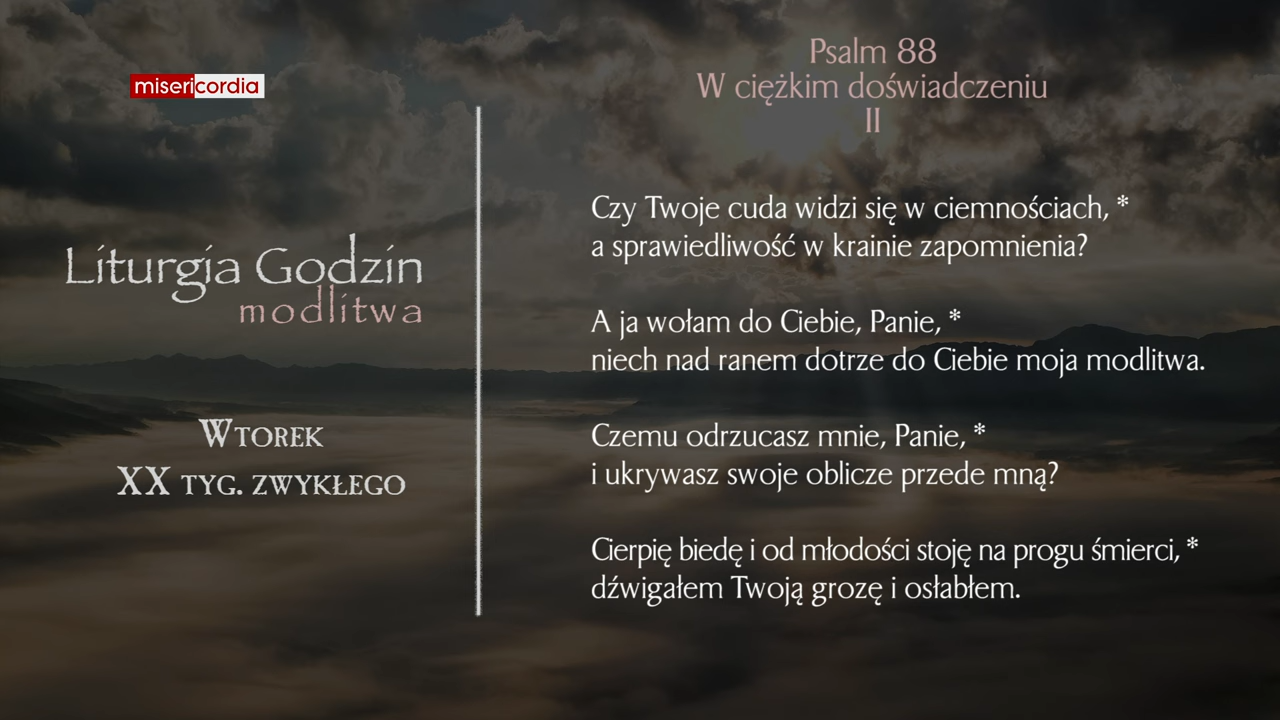 misericordia
Liturgia Godzin
modlitwa
Wtorek
XX tyg. zwykłego
Psalm 88
W ciężkim doświadczeniu
II
Czy Twoje cuda widzi się w ciemnościach, *
a sprawiedliwość w krainie zapomnienia?
A ja wołam do Ciebie, Panie, *
niech nad ranem dotrze do Ciebie moja modlitwa.
Czemu odrzucasz mnie, Panie, *
i ukrywasz swoje oblicze przede mną?
Cierpię biedę i od młodości stoję na progu śmierci, *
dźwigałem Twoją grozę i osłabłem.